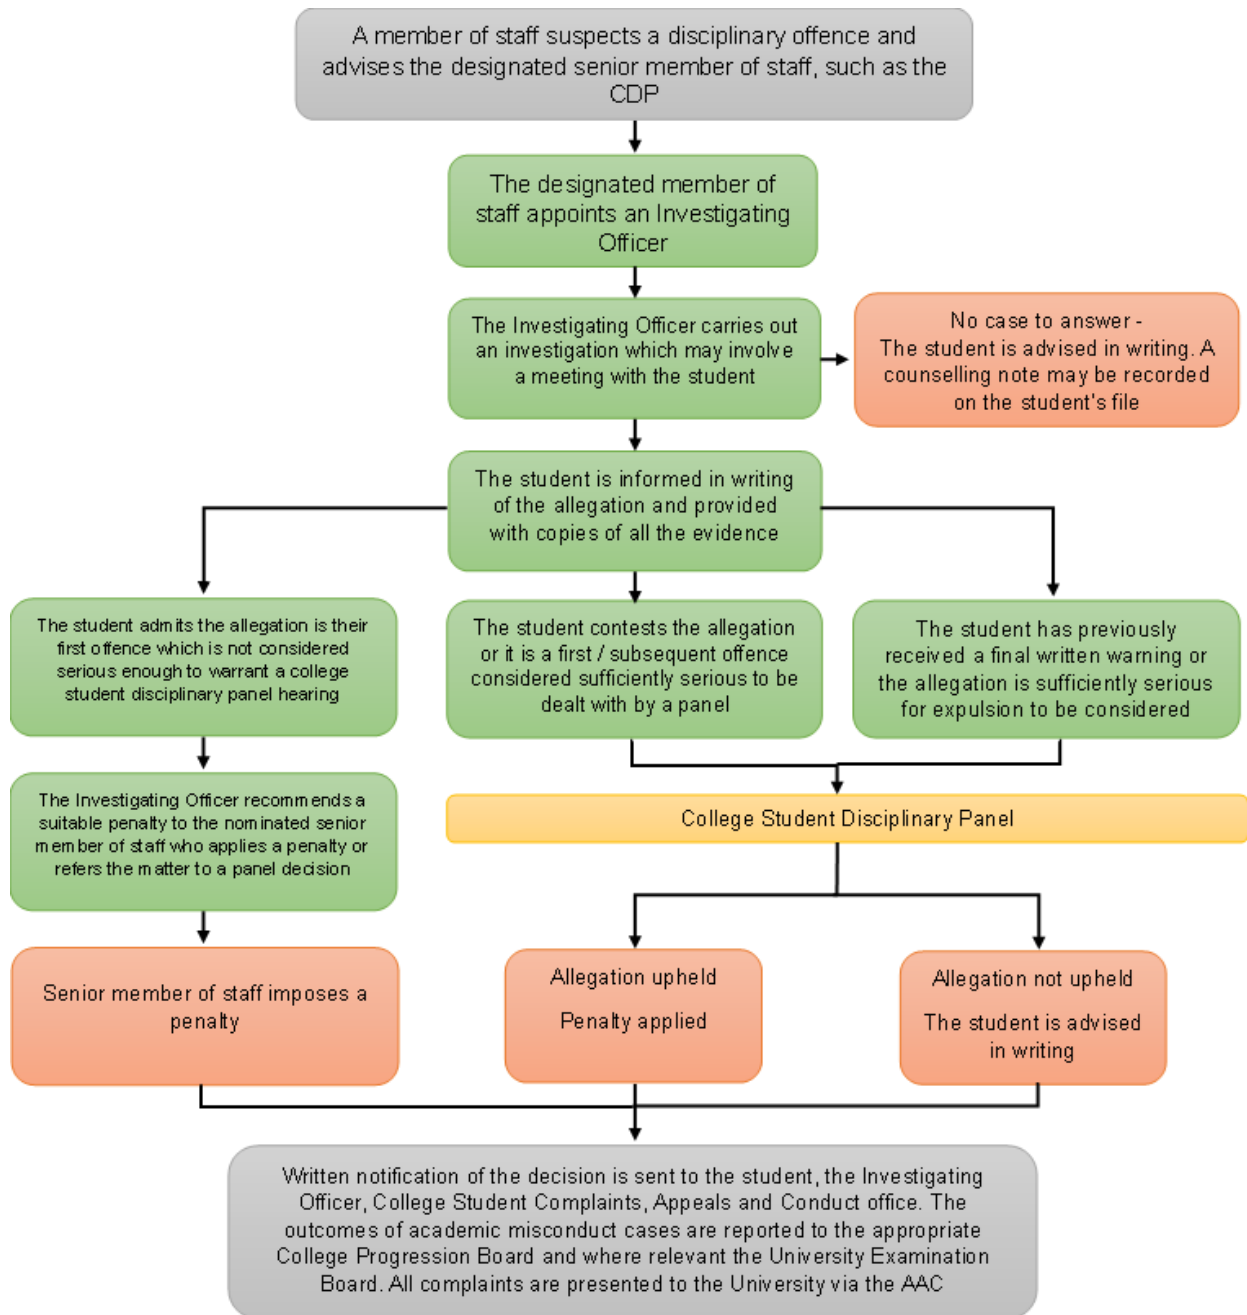 A member of staff suspects a disciplinary offence and
advises the designated senior member of staff, such as the
CDP
The designated member of
staff appoints an Investigating
Officer
The Investigating Officer carries out
an investigation which may involve
a meeting with the student
No case to answer -
The student is advised in writing. A
counselling note may be recorded
on the student's file
The student is informed in writing
of the allegation and provided
with copies of all the evidence
The student admits the allegation is their
first offence which is not considered
serious enough to warrant a college
student disciplinary panel hearing
The student contests the allegation
or it is a first / subsequent offence
considered sufficiently serious to be
dealt with by a panel
The student has previously
received a final written warning or
the allegation is sufficiently serious
for expulsion to be considered
The Investigating Officer recommends a
suitable penalty to the nominated senior
member of staff who applies a penalty or
refers the matter to a panel decision
College Student Disciplinary Panel
Senior member of staff imposes a
penalty
Allegation upheld
Penalty applied
Allegation not upheld
The student is advised
in writing
Written notification of the decision is sent to the student, the Investigating
Officer, College Student Complaints, Appeals and Conduct office. The
outcomes of academic misconduct cases are reported to the appropriate
College Progression Board and where relevant the University Examination
Board. All complaints are presented to the University via the AAC